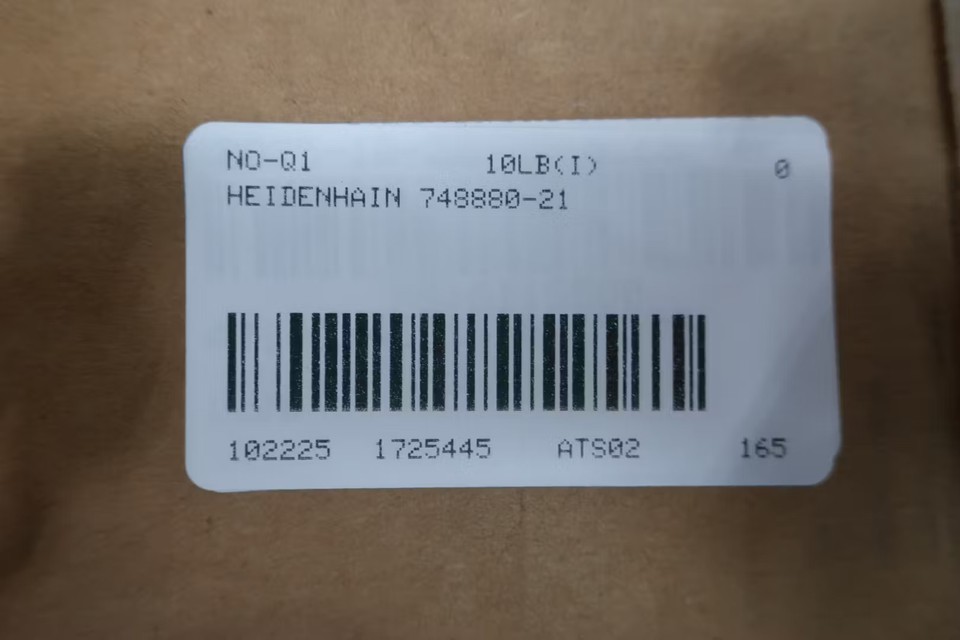 NO-Q1 10LB(I) 0
HEIDENHAIN 748880-21
102225 1725445 ATS02 165